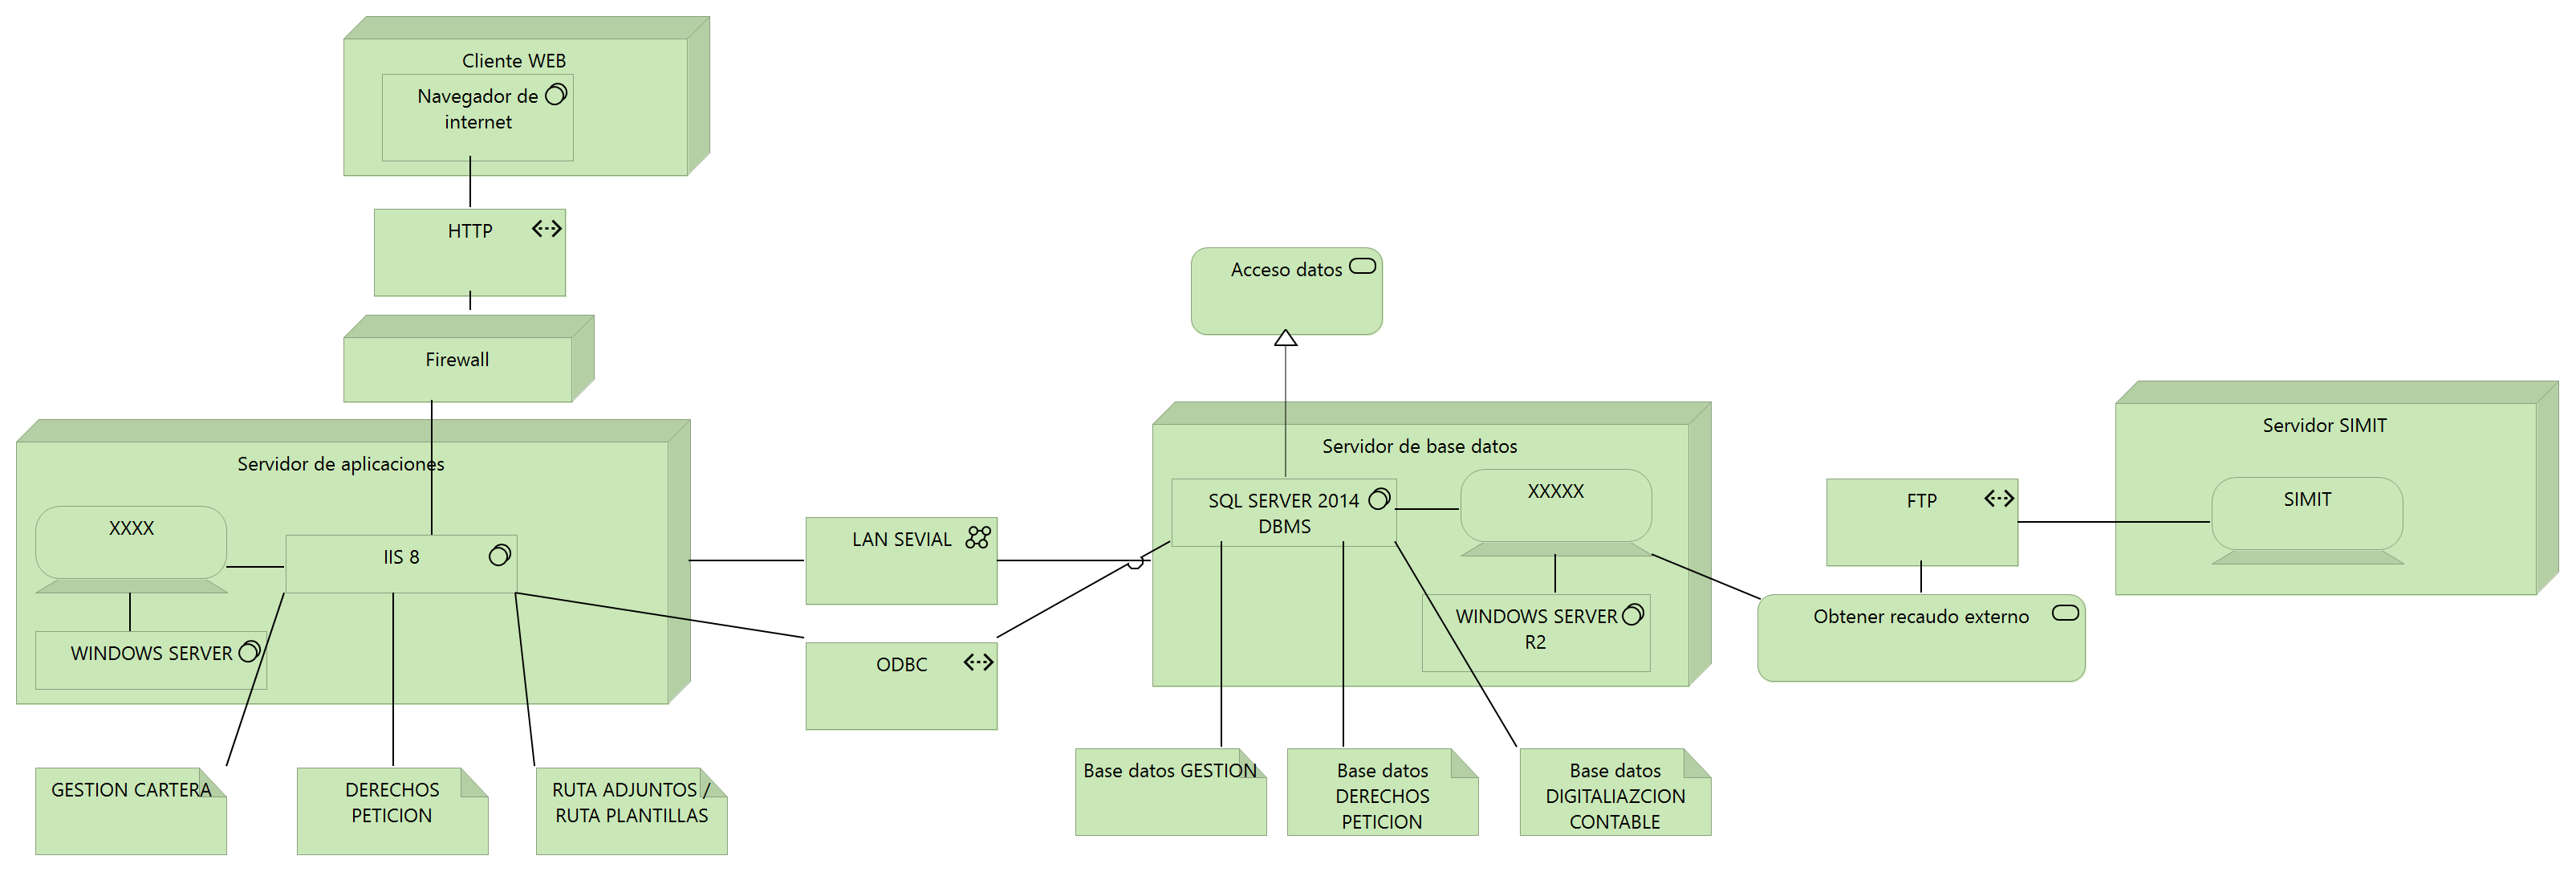 Cliente WEB
Navegador de
internet
HTTP
Firewall
Servidor de aplicaciones
XXXX
IIS 8
WINDOWS SERVER
GESTION CARTERA
DERECHOS
PETICION
RUTA ADJUNTOS /
RUTA PLANTILLAS
LAN SEVIAL
ODBC
Acceso datos
Servidor de base datos
SQL SERVER 2014
DBMS
XXXXX
WINDOWS SERVER
R2
Base datos GESTION
Base datos
DERECHOS
PETICION
Base datos
DIGITALIAZCION
CONTABLE
FTP
Obtener recaudo externo
Servidor SIMIT
SIMIT